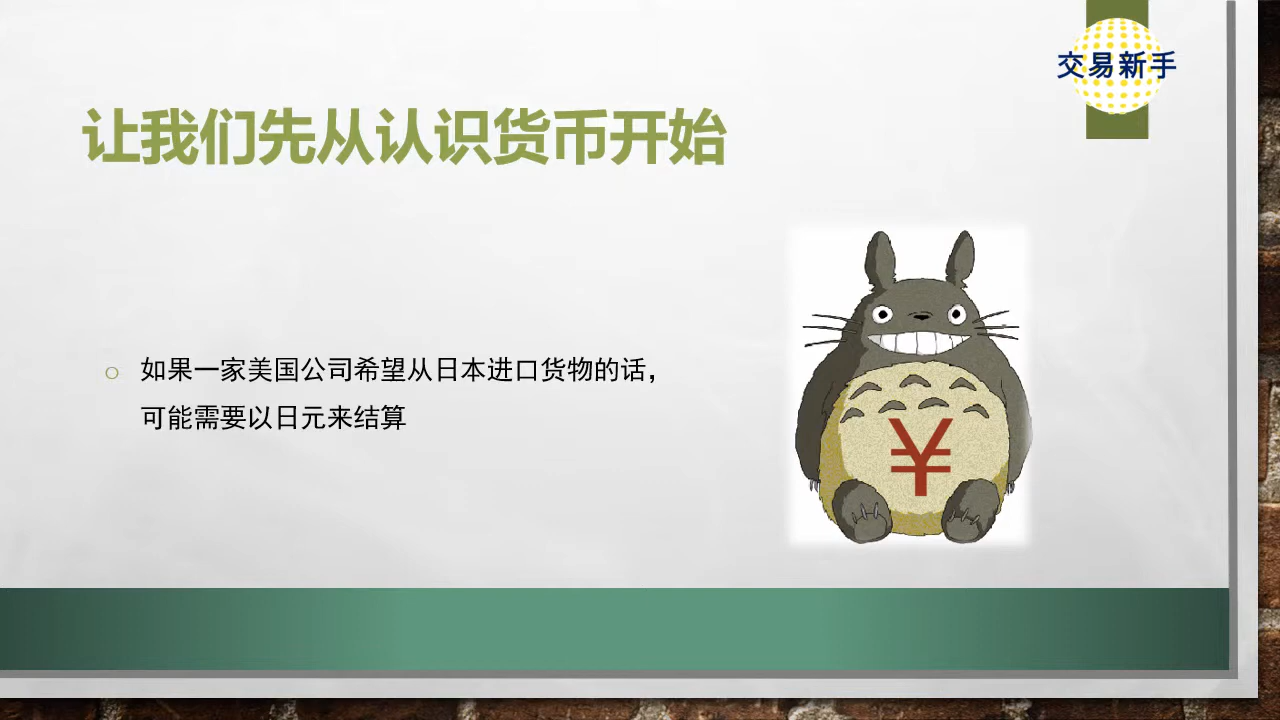 交易新手
让我们先从认识货币开始
如果一家美国公司希望从日本进口货物的话，
可能需要以日元来结算
¥